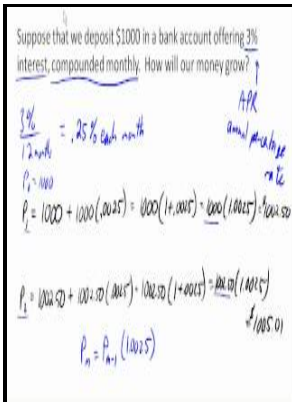 Suppose that we deposit $1000 in a bank account offering 3%
interest, compounded monthly. How will our money grow?
APR
annual percentage
rate
3%
12 months
= .25% each month
P₀ = 1000
P₁ = 1000 + 1000(.0025) = 1000(1+.0025) = 1000(1.0025) = $1002.50
P₂ = 1002.50 + 1002.50(.0025) = 1002.50(1+.0025) = 1002.50(1.0025)
= $1005.01
Pₙ = Pₙ₋₁ (1.0025)